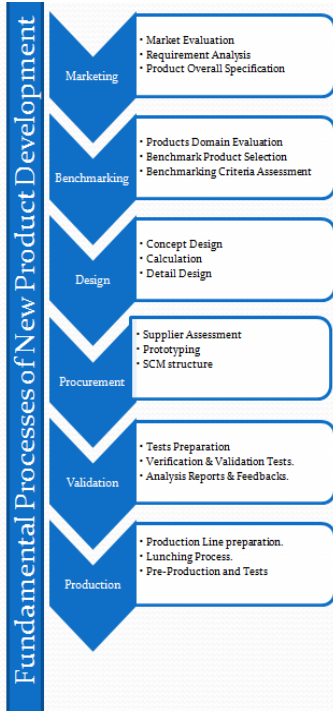 Fundamental Processes of New Product Development
Marketing
• Market Evaluation
• Requirement Analysis
• Product Overall Specification
Benchmarking
• Products Domain Evaluation
• Benchmark Product Selection
• Benchmarking Criteria Assessment
Design
• Concept Design
• Calculation
• Detail Design
Procurement
• Supplier Assessment
• Prototyping
• SCM structure
Validation
• Tests Preparation
• Verification & Validation Tests.
• Analysis Reports & Feedbacks.
Production
• Production Line preparation.
• Lunching Process.
• Pre-Production and Tests